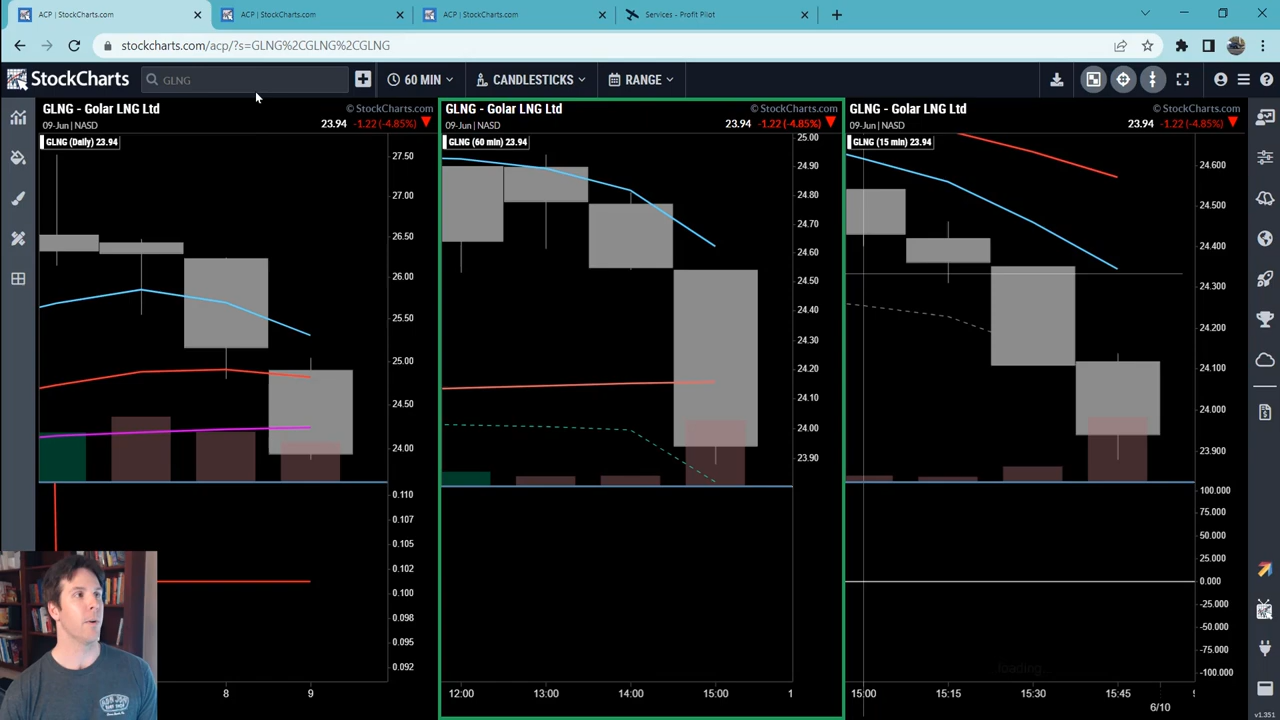 ACP | StockCharts.com
ACP | StockCharts.com
ACP | StockCharts.com
Services - Profit Pilot
stockcharts.com/acp/?s=GLNG%2CGLNG%2CGLNG
StockCharts
GLNG
60 MIN
CANDLESTICKS
RANGE
GLNG - Golar LNG Ltd
© StockCharts.com
09-Jun | NASD
23.94 -1.22 (-4.85%)
GLNG (Daily) 23.94
27.50
27.00
26.50
26.00
25.50
25.00
24.50
24.00
0.110
0.107
0.105
0.102
0.100
0.098
0.095
0.092
8
9
GLNG - Golar LNG Ltd
© StockCharts.com
09-Jun | NASD
23.94 -1.22 (-4.85%)
GLNG (60 min) 23.94
25.00
24.90
24.80
24.70
24.60
24.50
24.40
24.30
24.20
24.10
24.00
23.90
12:00
13:00
14:00
15:00
1
GLNG - Golar LNG Ltd
© StockCharts.com
09-Jun | NASD
23.94 -1.22 (-4.85%)
GLNG (15 min) 23.94
24.600
24.500
24.400
24.300
24.200
24.100
24.000
23.900
100.000
75.000
50.000
25.000
0.000
-25.000
-50.000
-75.000
-100.000
loading...
15:00
15:15
15:30
15:45
6/10
v1.351